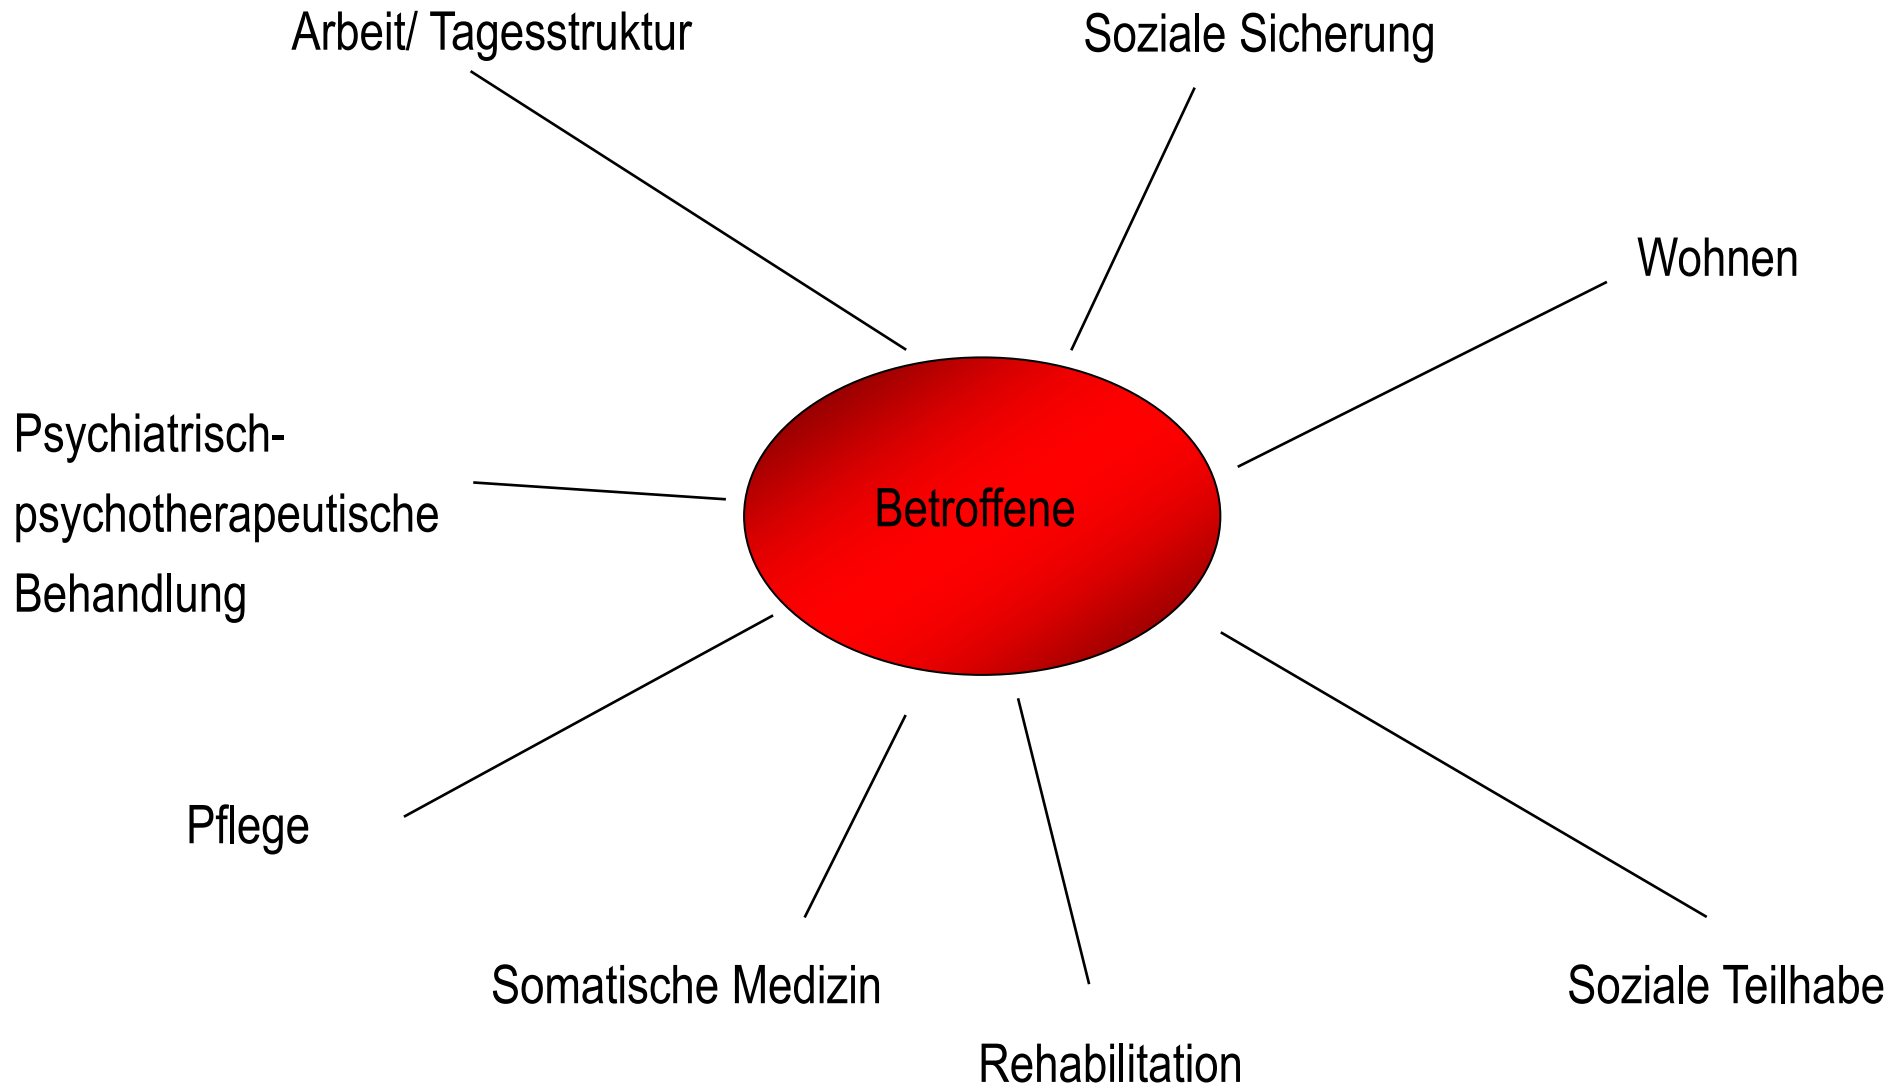 Arbeit/ Tagesstruktur
Soziale Sicherung
Wohnen
Psychiatrisch-
psychotherapeutische
Behandlung
Betroffene
Pflege
Somatische Medizin
Soziale Teilhabe
Rehabilitation